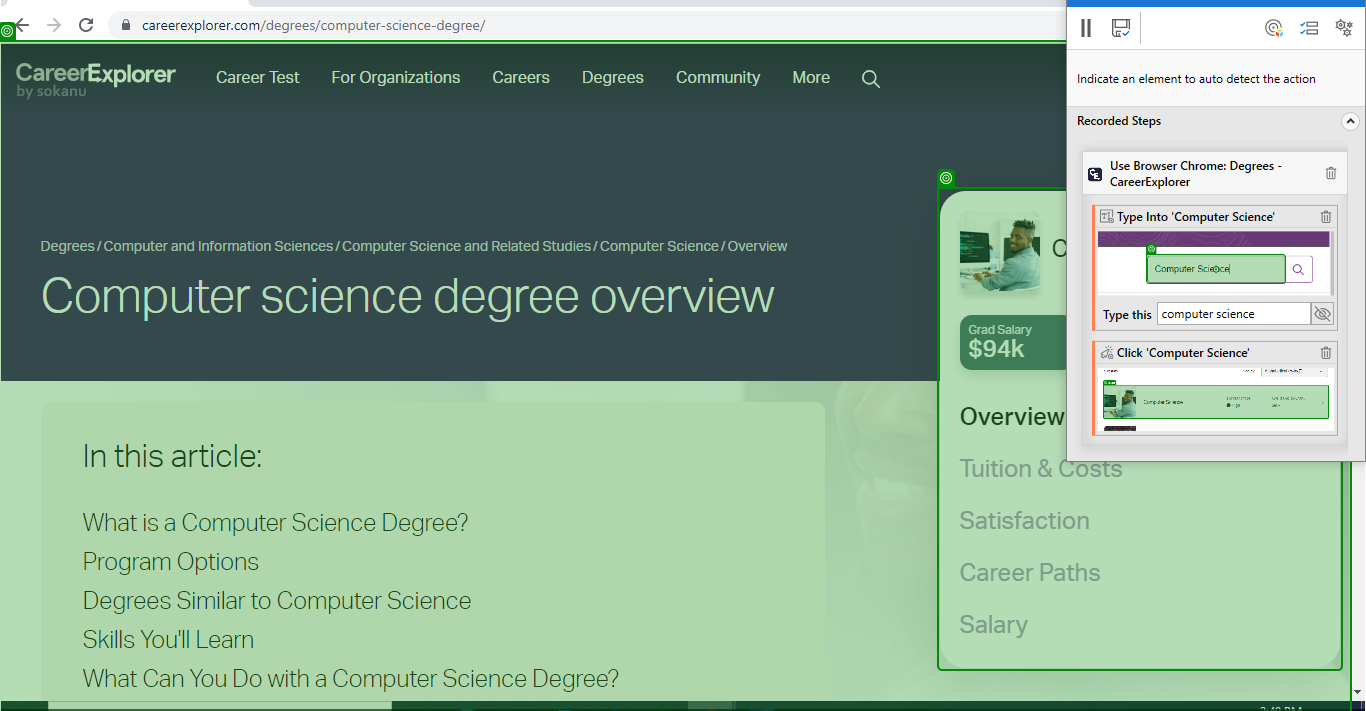 careerexplorer.com/degrees/computer-science-degree/
CareerExplorer
by sokanu
Career Test
For Organizations
Careers
Degrees
Community
More
Degrees / Computer and Information Sciences / Computer Science and Related Studies / Computer Science / Overview
Computer science degree overview
In this article:
What is a Computer Science Degree?
Program Options
Degrees Similar to Computer Science
Skills You'll Learn
What Can You Do with a Computer Science Degree?
C
Grad Salary
$94k
Overview
Tuition & Costs
Satisfaction
Career Paths
Salary
Indicate an element to auto detect the action
Recorded Steps
Use Browser Chrome: Degrees -
CareerExplorer
Type Into 'Computer Science'
Computer Science
Type this
computer science
Click 'Computer Science'
Computer Science